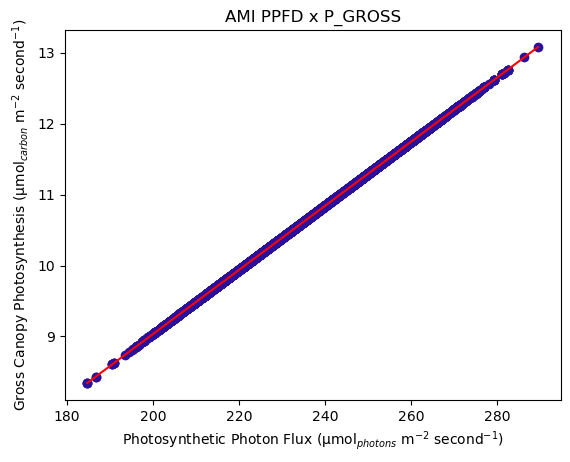 AMI PPFD x P_GROSS
Gross Canopy Photosynthesis (μmol_carbon m⁻² second⁻¹)
13
12
11
10
9
180 200 220 240 260 280
Photosynthetic Photon Flux (μmol_photons m⁻² second⁻¹)